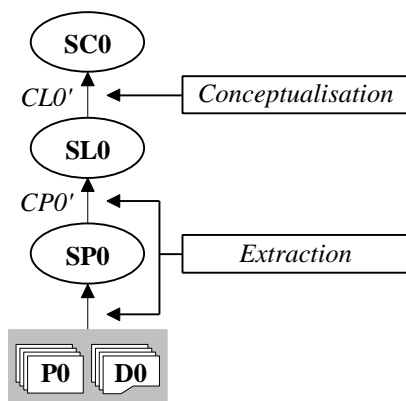 SC0
CL0'
Conceptualisation
SL0
CP0'
SP0
Extraction
P0
D0